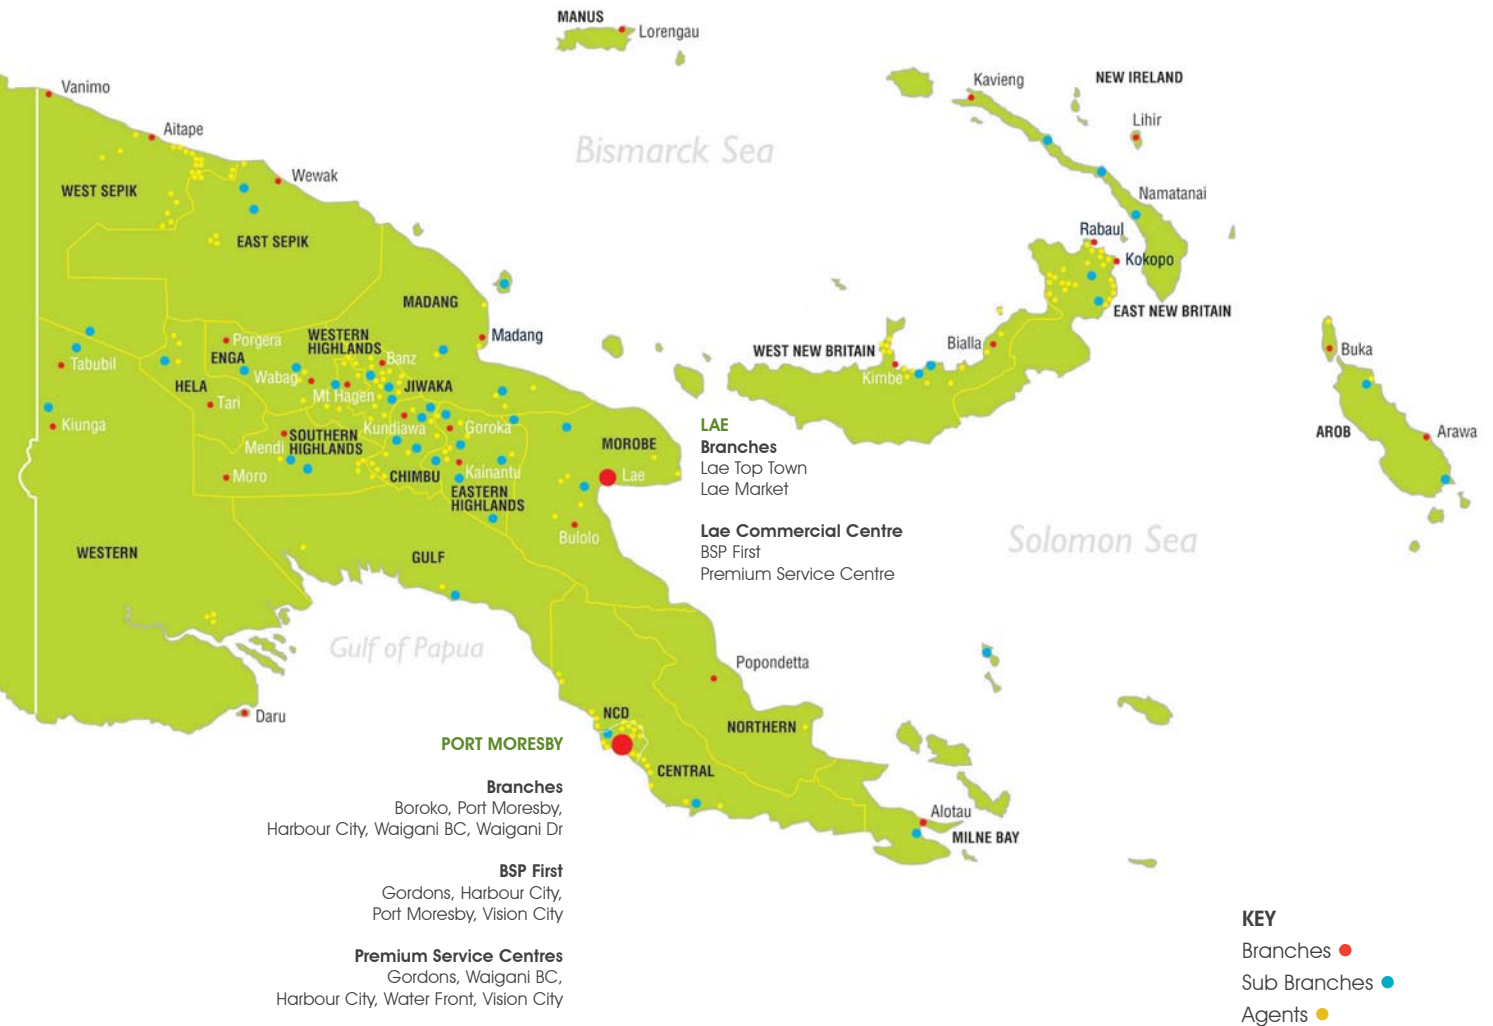 MANUS
Lorengau
Kavieng
NEW IRELAND
Vanimo
Lihir
Aitape
Bismarck Sea
Wewak
WEST SEPIK
Namatanai
Rabaul
EAST SEPIK
Kokopo
MADANG
EAST NEW BRITAIN
Madang
WESTERN
HIGHLANDS
Porgera
Bialla
WEST NEW BRITAIN
Buka
ENGA
Banz
Tabubil
Wabag
Kimbe
HELA
JIWAKA
Mt Hagen
Tari
Kiunga
Kundiawa
Goroka
AROB
Arawa
SOUTHERN
HIGHLANDS
Mendi
MOROBE
Moro
CHIMBU
Kainantu
Lae
EASTERN
HIGHLANDS
LAE
Branches
Lae Top Town
Lae Market
Lae Commercial Centre
BSP First
Premium Service Centre
Bulolo
Solomon Sea
WESTERN
GULF
Gulf of Papua
Popondetta
Daru
NCD
NORTHERN
CENTRAL
Alotau
MILNE BAY
PORT MORESBY
Branches
Boroko, Port Moresby,
Harbour City, Waigani BC, Waigani Dr
BSP First
Gordons, Harbour City,
Port Moresby, Vision City
Premium Service Centres
Gordons, Waigani BC,
Harbour City, Water Front, Vision City
KEY
Branches
Sub Branches
Agents